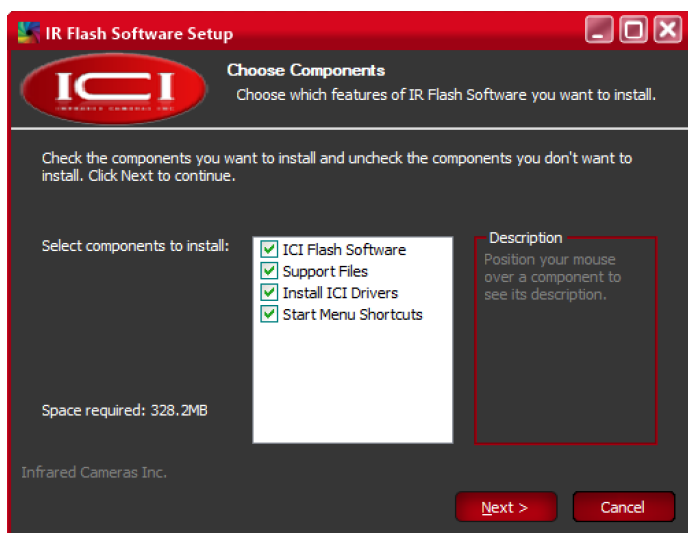 IR Flash Software Setup
ICI
INFRARED CAMERAS INC
Choose Components
Choose which features of IR Flash Software you want to install.
Check the components you want to install and uncheck the components you don't want to
install. Click Next to continue.
Select components to install:
ICI Flash Software
Support Files
Install ICI Drivers
Start Menu Shortcuts
Description
Position your mouse
over a component to
see its description.
Space required: 328.2MB
Infrared Cameras Inc.
Next >
Cancel